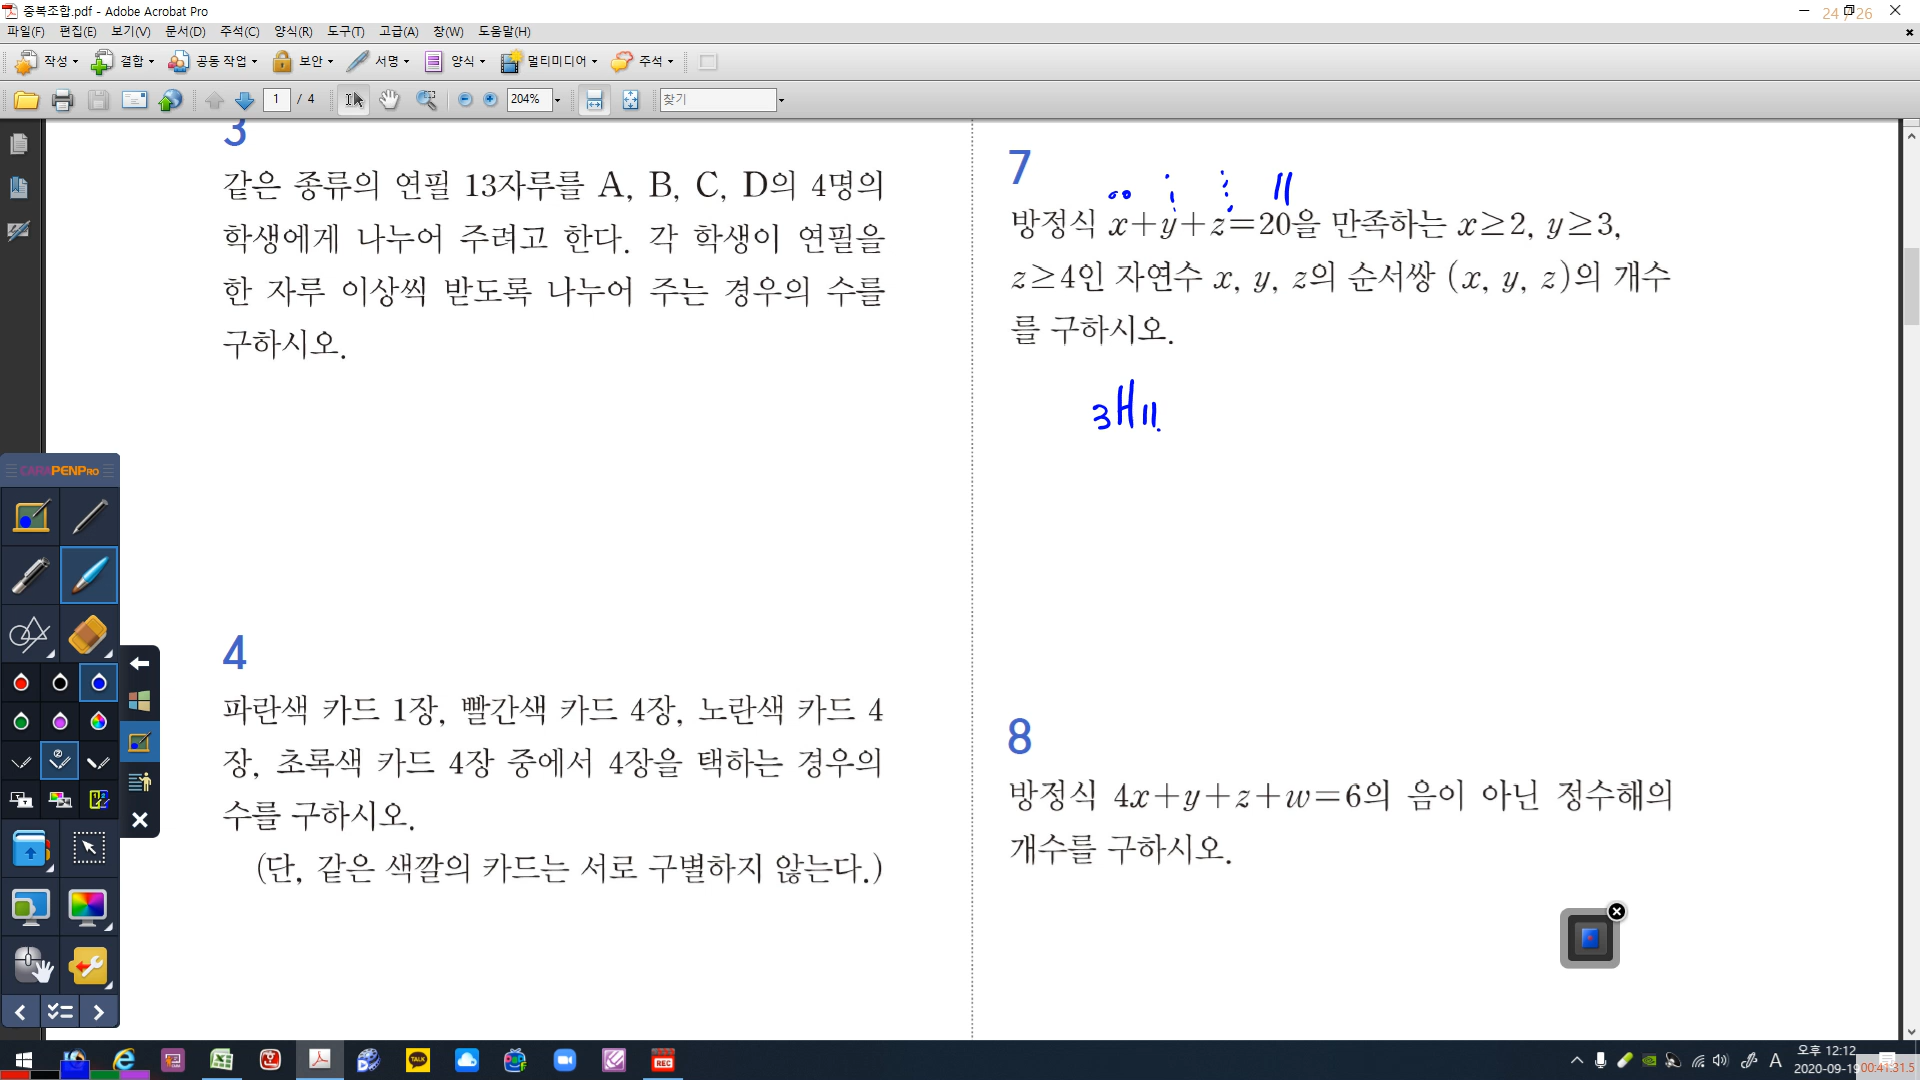 중복조합.pdf - Adobe Acrobat Pro
24 / 26
파일(F) 편집(E) 보기(V) 문서(D) 주석(C) 양식(R) 도구(T) 고급(A) 창(W) 도움말(H)
작성 결합 공동 작업 보안 서명 양식 멀티미디어 주석
1 / 4 204% 찾기
3
같은 종류의 연필 13자루를 A, B, C, D의 4명의
학생에게 나누어 주려고 한다. 각 학생이 연필을
한 자루 이상씩 받도록 나누어 주는 경우의 수를
구하시오.
4
파란색 카드 1장, 빨간색 카드 4장, 노란색 카드 4
장, 초록색 카드 4장 중에서 4장을 택하는 경우의
수를 구하시오.
(단, 같은 색깔의 카드는 서로 구별하지 않는다.)
7
11
방정식 x+y+z=20을 만족하는 x≥2, y≥3,
z≥4인 자연수 x, y, z의 순서쌍 (x, y, z)의 개수
를 구하시오.
3H11
8
방정식 4x+y+z+w=6의 음이 아닌 정수해의
개수를 구하시오.
CARAPENPRO
②
TALK
REC
A
오후 12:12
2020-09-19
00:41:31.5